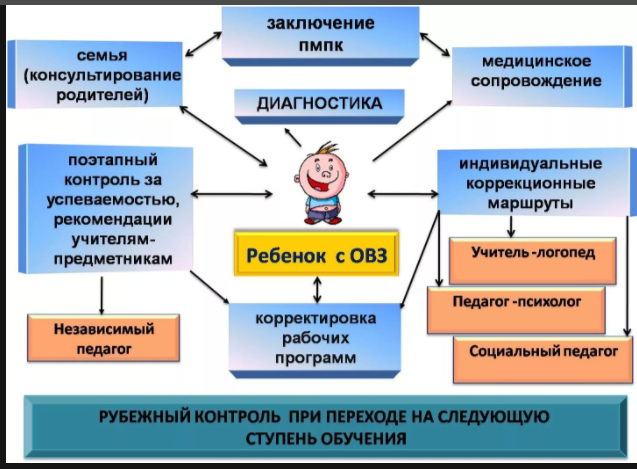 заключение
пмпк
семья
(консультирование
родителей)
медицинское
сопровождение
ДИАГНОСТИКА
поэтапный
контроль за
успеваемостью,
рекомендации
учителям-
предметникам
индивидуальные
коррекционные
маршруты
Ребенок с ОВЗ
Учитель-логопед
Педагог-психолог
Социальный педагог
Независимый
педагог
корректировка
рабочих
программ
РУБЕЖНЫЙ КОНТРОЛЬ ПРИ ПЕРЕХОДЕ НА СЛЕДУЮЩУЮ
СТУПЕНЬ ОБУЧЕНИЯ